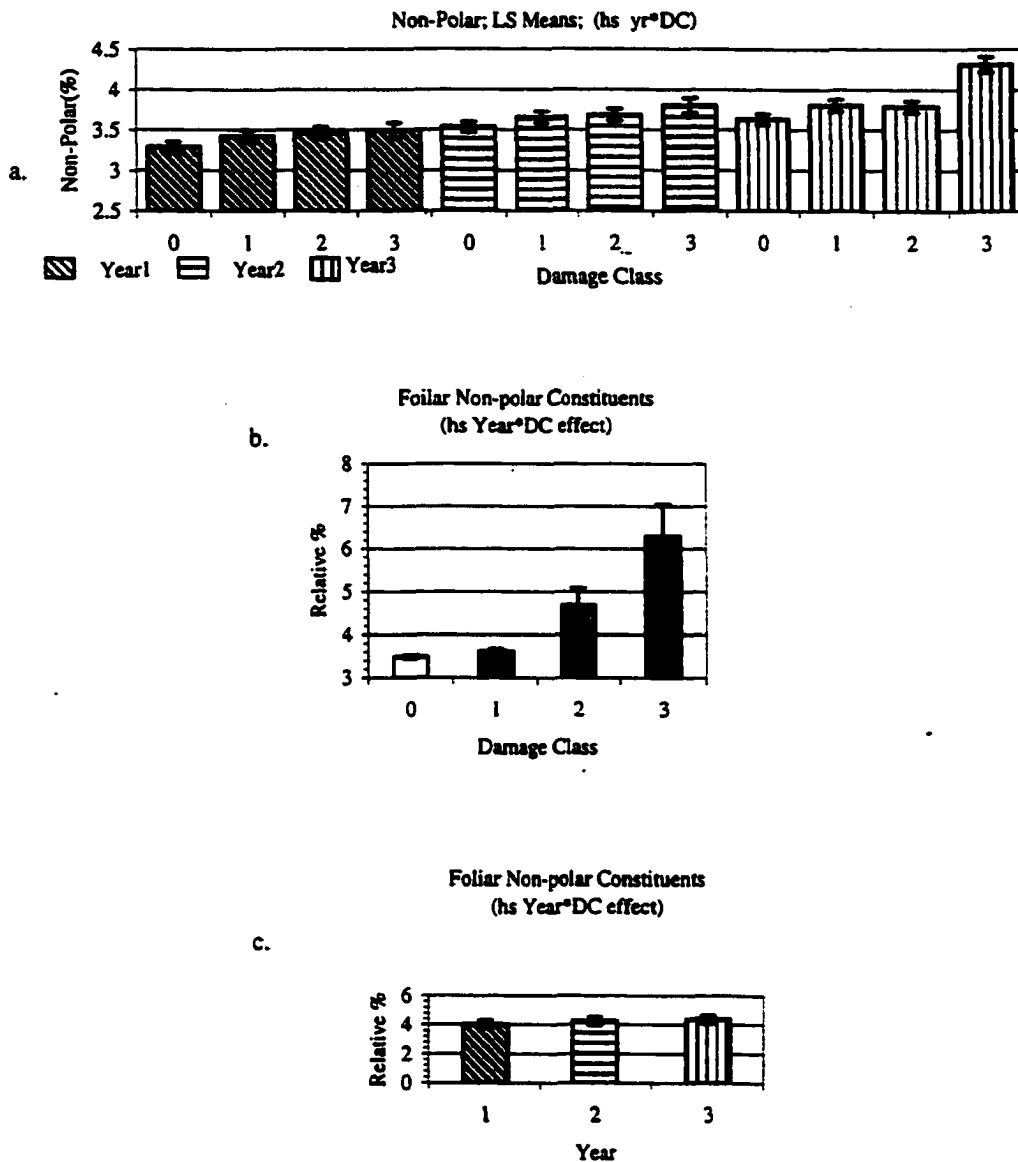 Non-Polar; LS Means; (hs yr*DC)
a.
Non-Polar(%)
4.5
4
3.5
3
2.5
0 1 2 3 0 1 2 3 0 1 2 3
Year1 Year2 Year3
Damage Class
Foilar Non-polar Constituents
(hs Year*DC effect)
b.
Relative %
8
7
6
5
4
3
0 1 2 3
Damage Class
Foliar Non-polar Constituents
(hs Year*DC effect)
c.
Relative %
6
4
2
0
1 2 3
Year